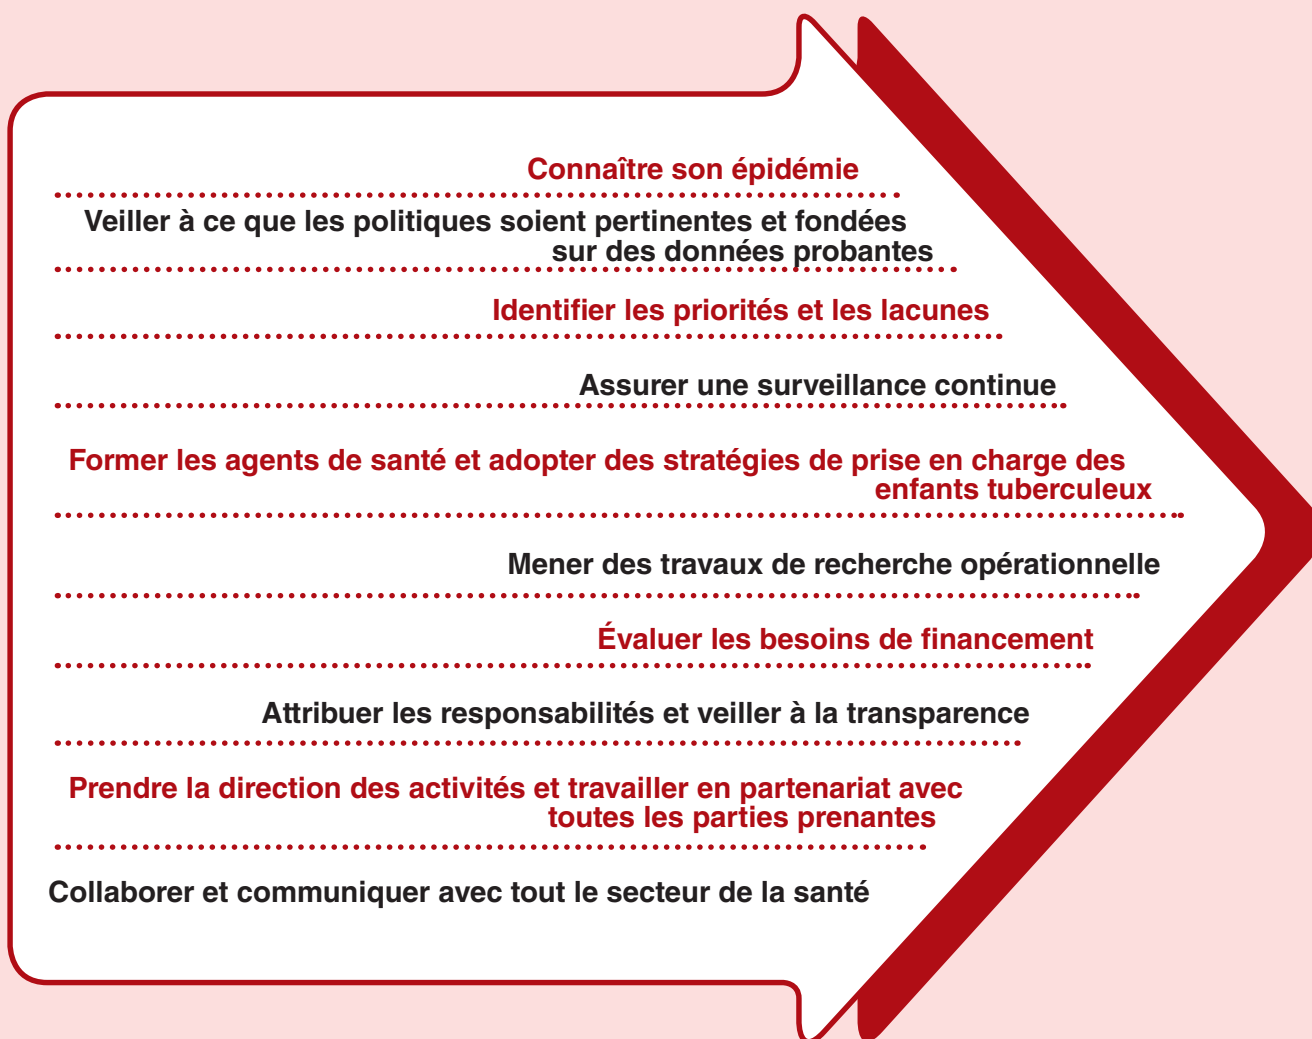 Connaître son épidémie
Veiller à ce que les politiques soient pertinentes et fondées
sur des données probantes
Identifier les priorités et les lacunes
Assurer une surveillance continue
Former les agents de santé et adopter des stratégies de prise en charge des
enfants tuberculeux
Mener des travaux de recherche opérationnelle
Évaluer les besoins de financement
Attribuer les responsabilités et veiller à la transparence
Prendre la direction des activités et travailler en partenariat avec
toutes les parties prenantes
Collaborer et communiquer avec tout le secteur de la santé